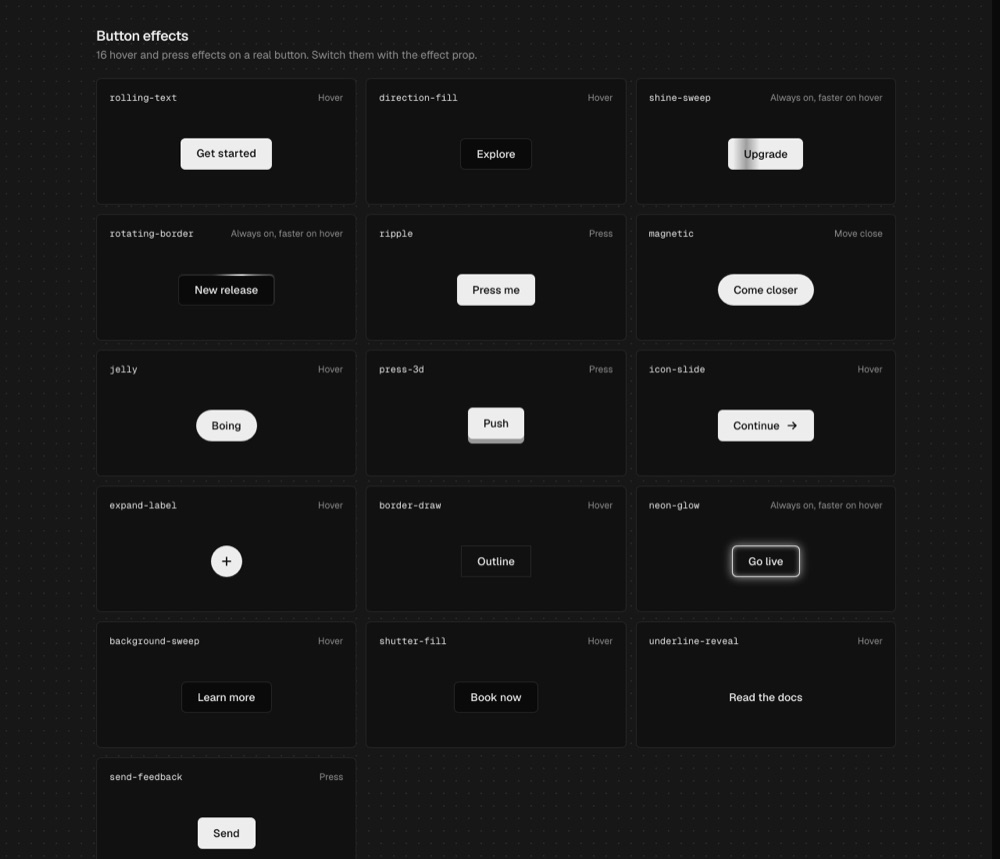 Button effects
16 hover and press effects on a real button. Switch them with the effect prop.
rolling-text Hover
Get started
direction-fill Hover
Explore
shine-sweep Always on, faster on hover
Upgrade
rotating-border Always on, faster on hover
New release
ripple Press
Press me
magnetic Move close
Come closer
jelly Hover
Boing
press-3d Press
Push
icon-slide Hover
Continue →
expand-label Hover
+
border-draw Hover
Outline
neon-glow Always on, faster on hover
Go live
background-sweep Hover
Learn more
shutter-fill Hover
Book now
underline-reveal Hover
Read the docs
send-feedback Press
Send